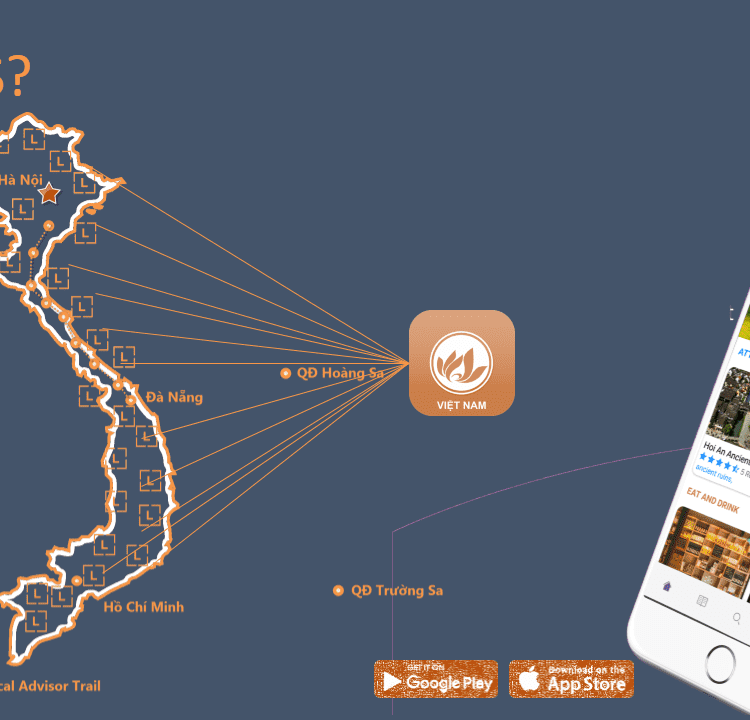 S?
Hà Nội
L
L
L
L
L
L
L
L
L
L
QĐ Hoàng Sa
VIỆT NAM
Đà Nẵng
L
L
L
L
L
L
L
L
L
L
L
L
L
L
Hồ Chí Minh
QĐ Trường Sa
cal Advisor Trail
GET IT ON
Google Play
Download on the
App Store
ATT
Hoi An Ancien
5 R
ancient ruins,
EAT AND DRINK